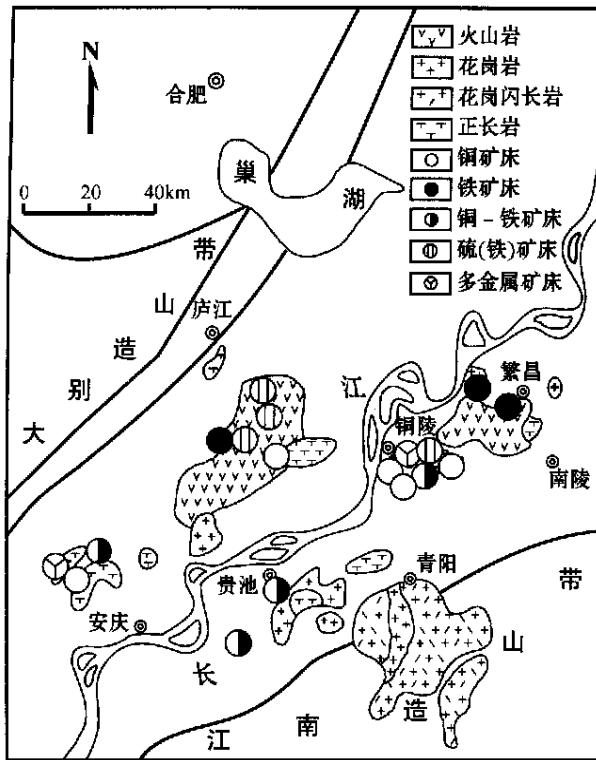 N
合肥
0 20 40km
火山岩
花岗岩
花岗闪长岩
正长岩
铜矿床
铁矿床
铜-铁矿床
硫(铁)矿床
多金属矿床
巢湖
大别造山带
庐江
繁昌
铜陵
南陵
青阳
贵池
安庆
长江
江南造山带